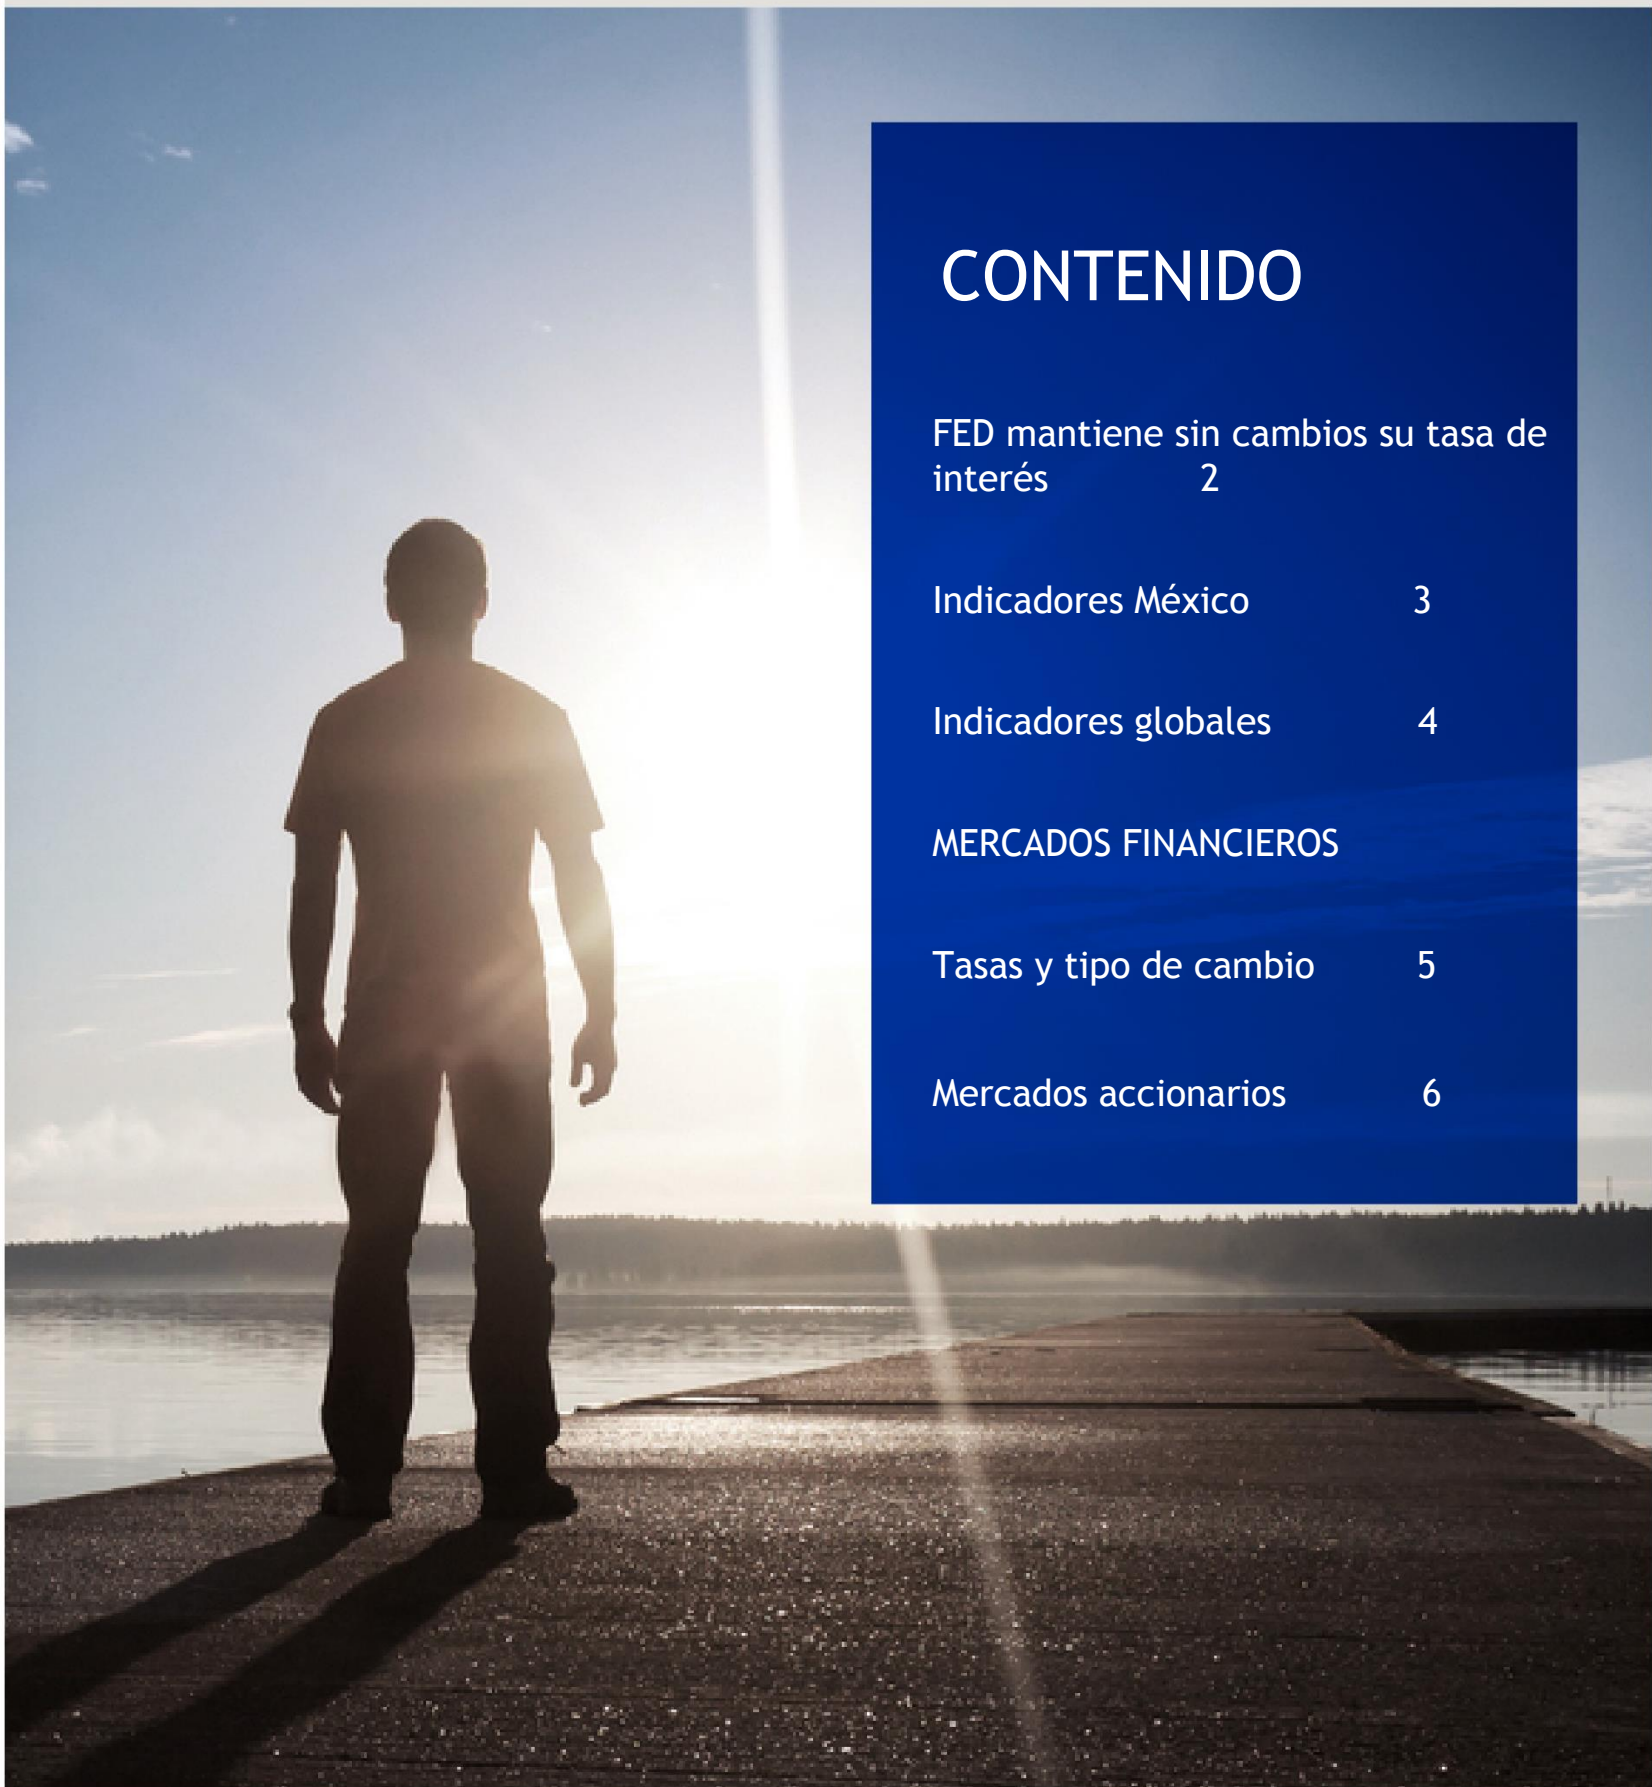 CONTENIDO
FED mantiene sin cambios su tasa de
interés 2
Indicadores México 3
Indicadores globales 4
MERCADOS FINANCIEROS
Tasas y tipo de cambio 5
Mercados accionarios 6